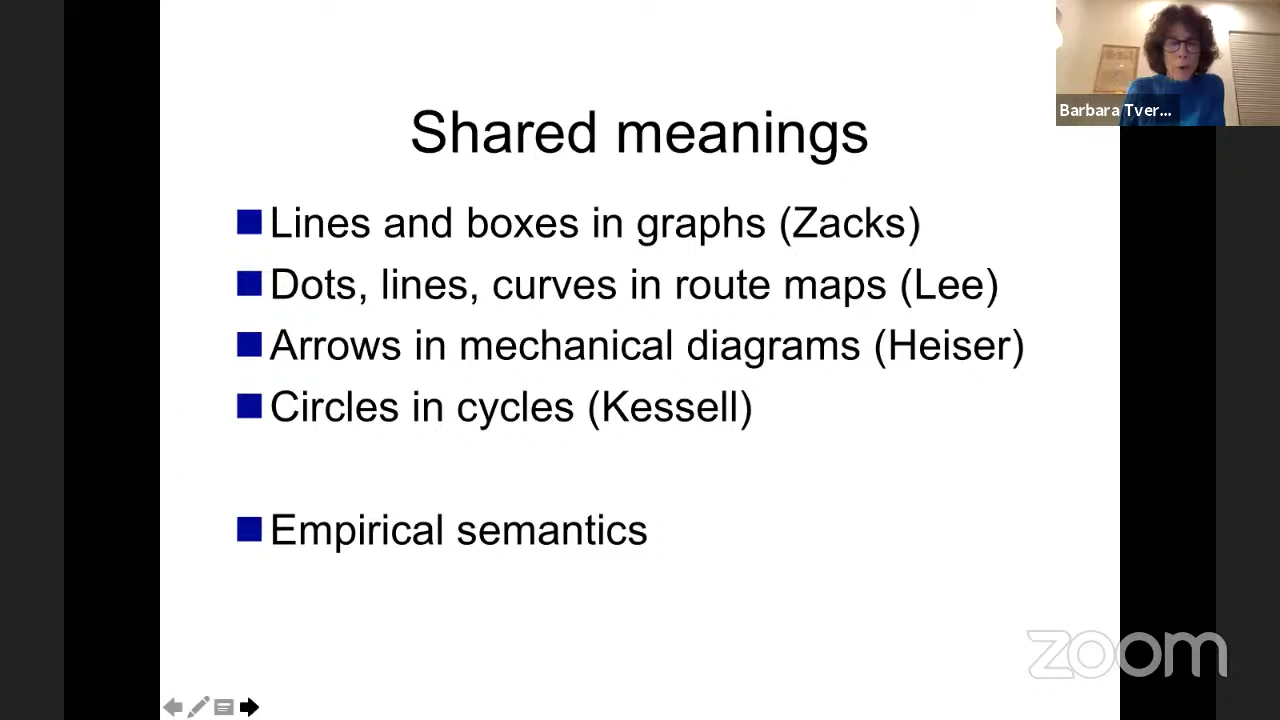 Shared meanings
Lines and boxes in graphs (Zacks)
Dots, lines, curves in route maps (Lee)
Arrows in mechanical diagrams (Heiser)
Circles in cycles (Kessell)
Empirical semantics
Barbara Tver...
zoom